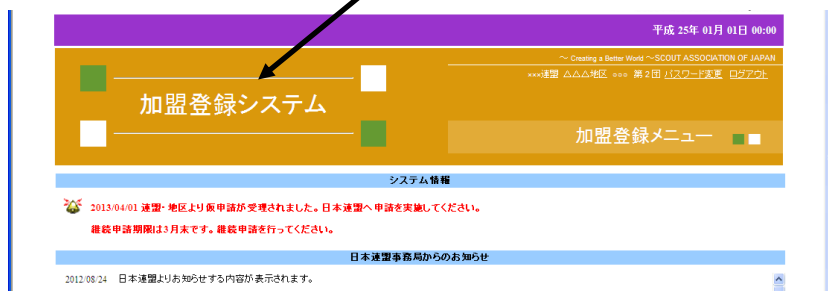 平成 25年 01月 01日 00:00
～ Creating a Better World ～SCOUT ASSOCIATION OF JAPAN
×××連盟 △△△地区 ○○○ 第2団 パスワード変更 ログアウト
加盟登録システム
加盟登録メニュー
システム情報
2013/04/01 連盟・地区より仮申請が受理されました。日本連盟へ申請を実施してください。
継続申請期限は3月末です。継続申請を行ってください。
日本連盟事務局からのお知らせ
2012/08/24 日本連盟よりお知らせする内容が表示されます。